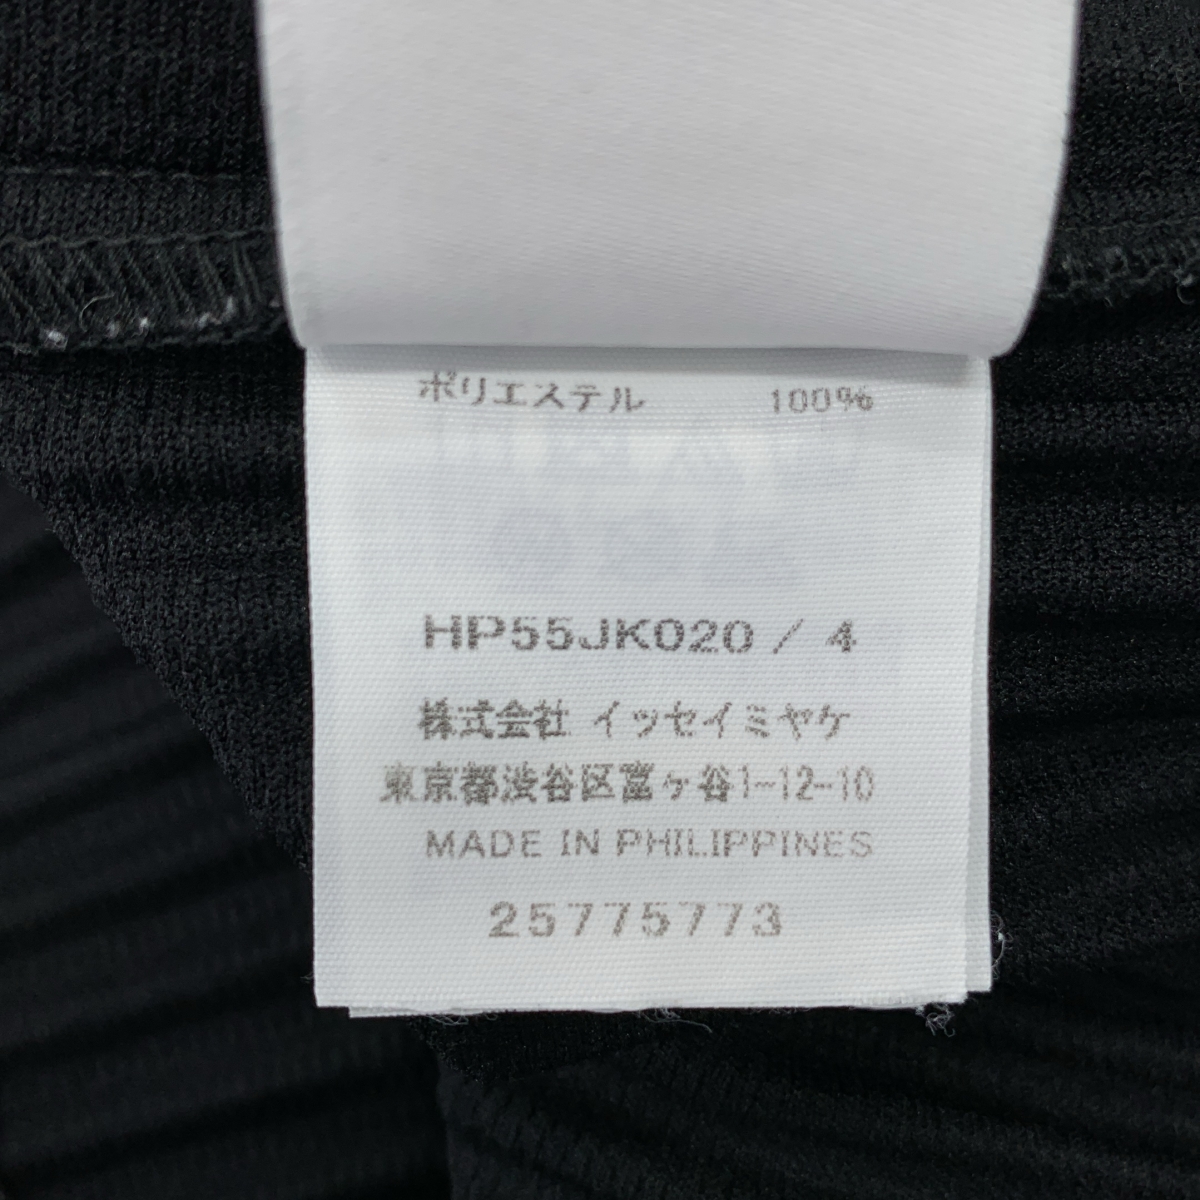 ポリエステル 100%
HP55JK020 / 4
株式会社 イッセイミヤケ
東京都渋谷区富ヶ谷1-12-10
MADE IN PHILIPPINES
25775773